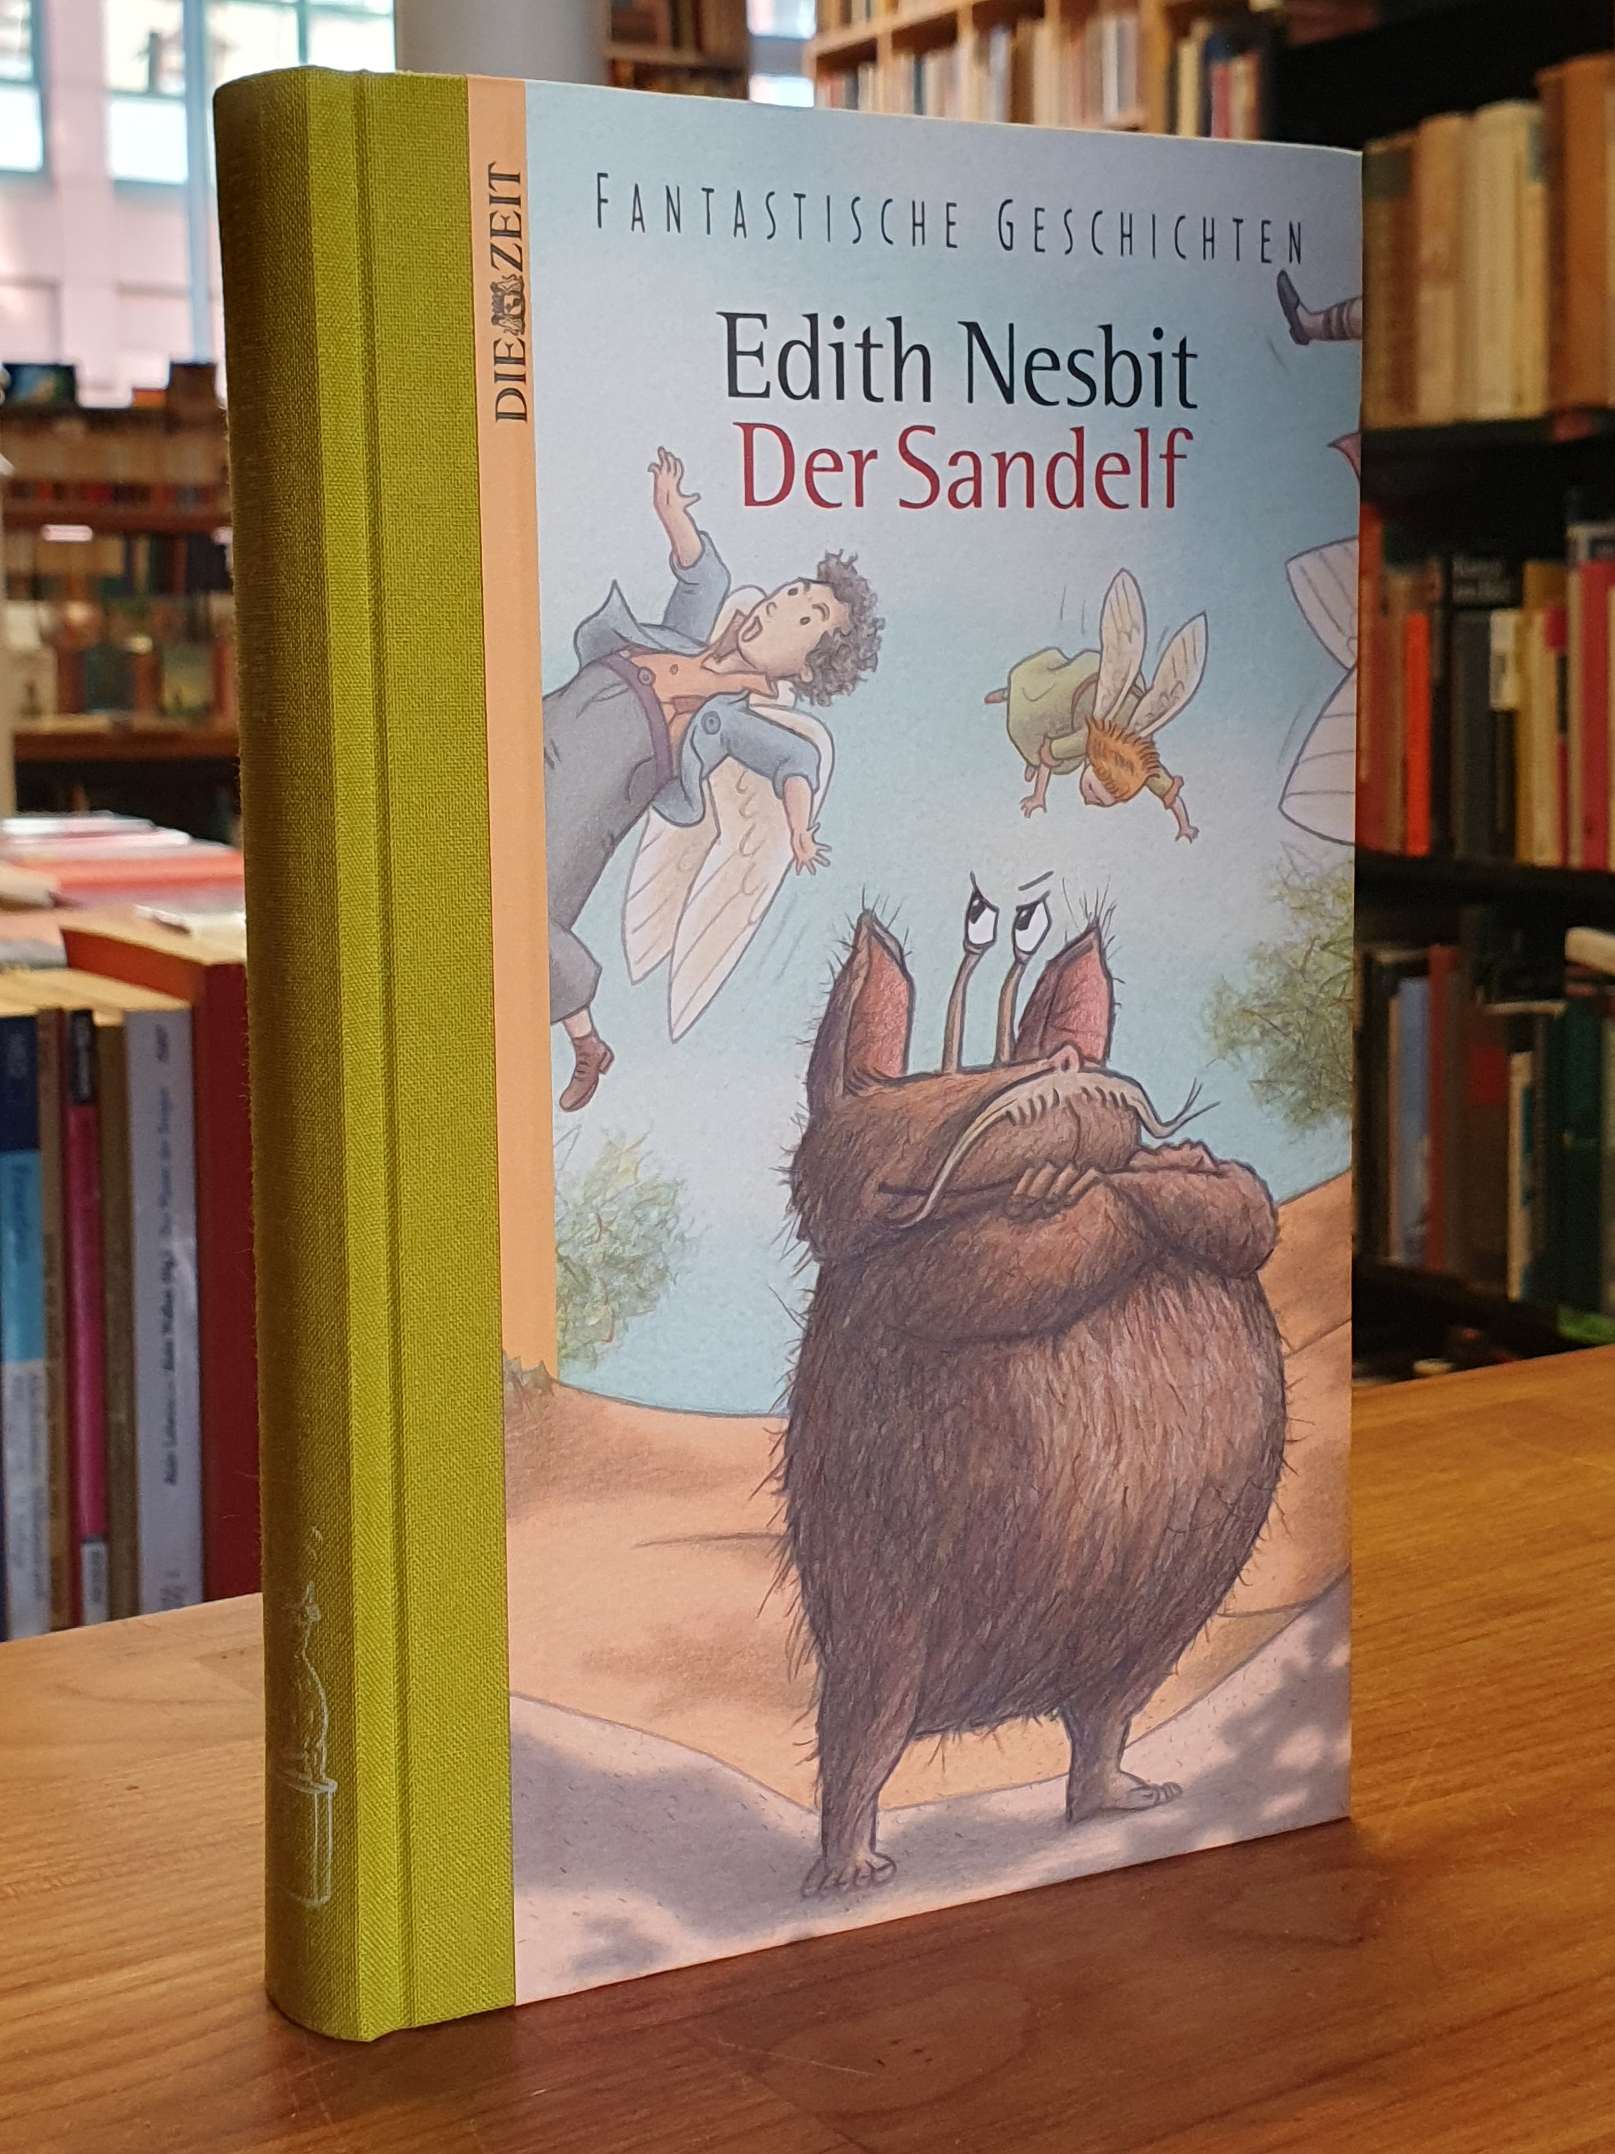 FANTASTISCHE GESCHICHTEN
Edith Nesbit
Der Sandelf
DIE ZEIT